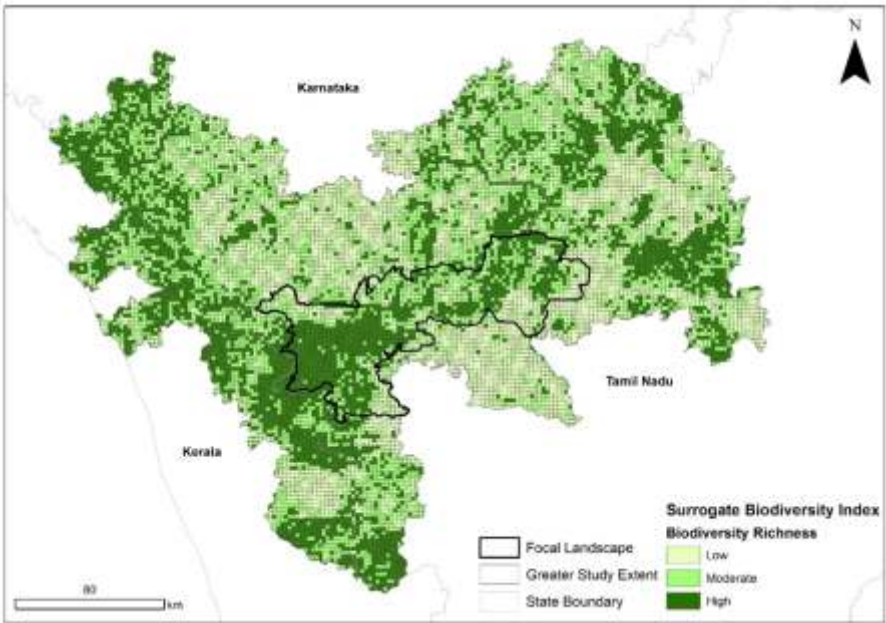 N
Karnataka
Tamil Nadu
Kerala
Surrogate Biodiversity Index
Biodiversity Richness
Low
Moderate
High
Focal Landscape
Greater Study Extent
State Boundary
80
km